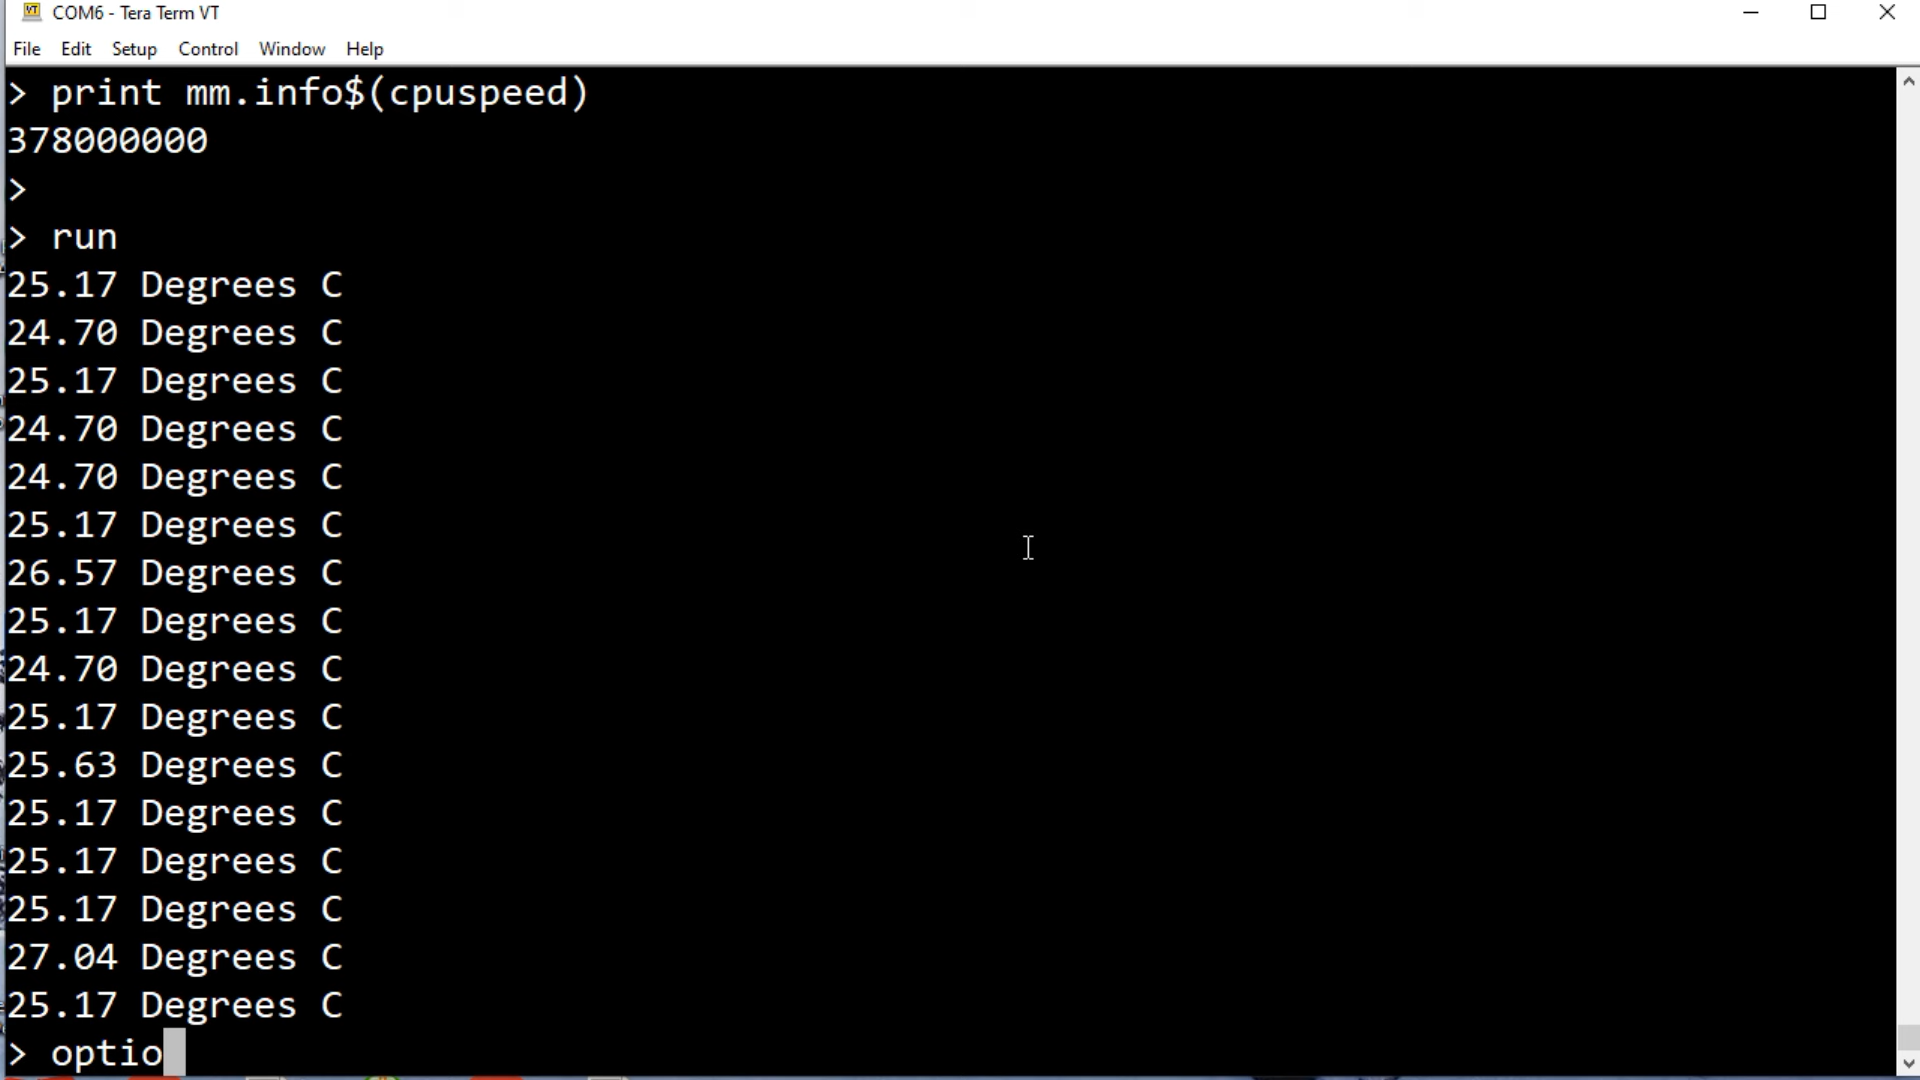 COM6 - Tera Term VT
File Edit Setup Control Window Help
> print mm.info$(cpuspeed)
378000000
>
> run
25.17 Degrees C
24.70 Degrees C
25.17 Degrees C
24.70 Degrees C
24.70 Degrees C
25.17 Degrees C
26.57 Degrees C
25.17 Degrees C
24.70 Degrees C
25.17 Degrees C
25.63 Degrees C
25.17 Degrees C
25.17 Degrees C
25.17 Degrees C
27.04 Degrees C
25.17 Degrees C
> optio